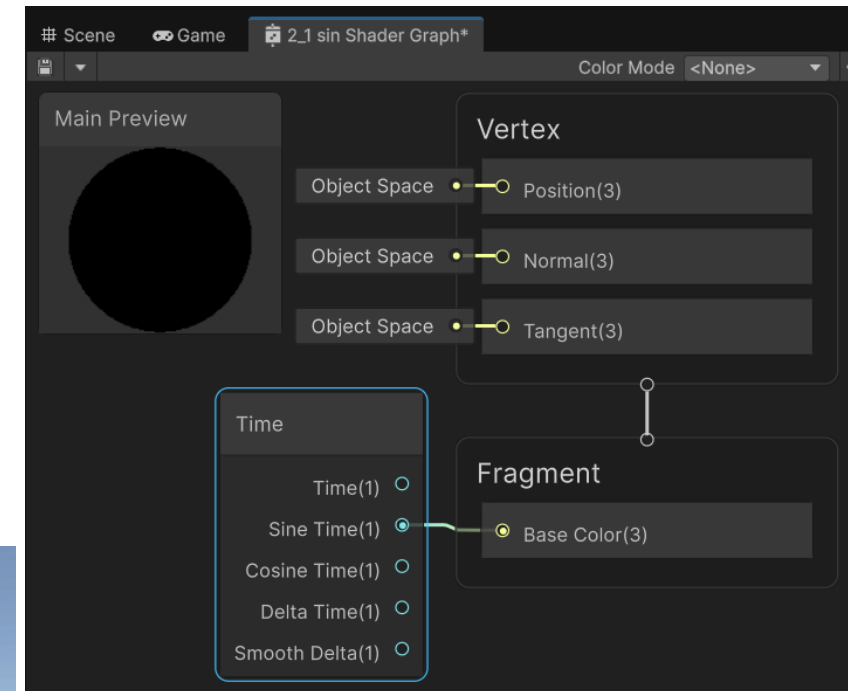 # Scene
Game
2_1 sin Shader Graph*
Color Mode <None>
Main Preview
Vertex
Object Space
Position(3)
Object Space
Normal(3)
Object Space
Tangent(3)
Time
Time(1)
Sine Time(1)
Cosine Time(1)
Delta Time(1)
Smooth Delta(1)
Fragment
Base Color(3)